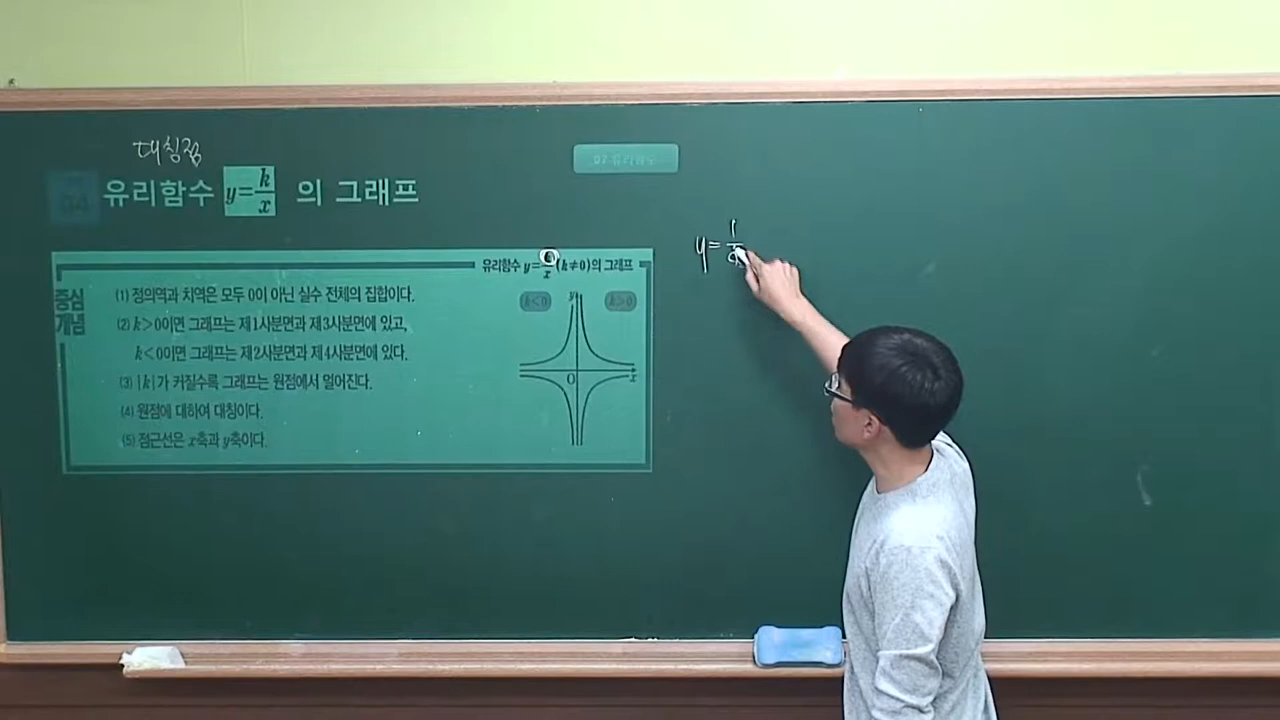 대칭점
유리함수 y=k/x 의 그래프
유리함수 y=k/x (k≠0)의 그래프
중심
개념
(1) 정의역과 치역은 모두 0이 아닌 실수 전체의 집합이다.
(2) k>0이면 그래프는 제1사분면과 제3사분면에 있고,
k<0이면 그래프는 제2사분면과 제4사분면에 있다.
(3) |k|가 커질수록 그래프는 원점에서 멀어진다.
(4) 원점에 대하여 대칭이다.
(5) 점근선은 x축과 y축이다.
k<0
y
k>0
O
x
y=1